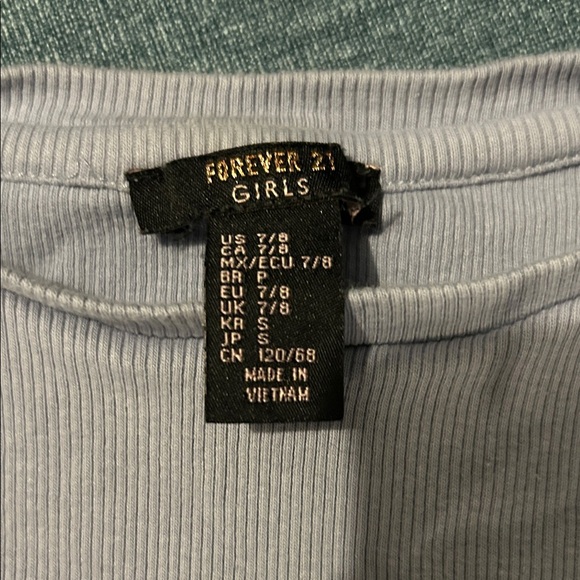 FOREVER 21
GIRLS
US 7/8
CA 7/8
MX/ECU 7/8
BR P
EU 7/8
UK 7/8
KR S
JP S
CN 120/68
MADE IN
VIETNAM